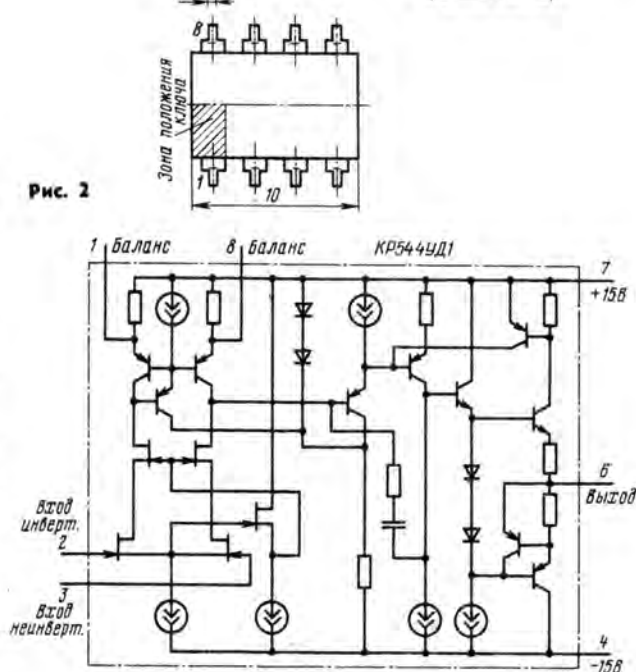 8
Зона положения
ключа
1
10
Рис. 2
1 Баланс
8 Баланс
КР544УД1
7
+15В
Вход
инверт.
2
6
Выход
3
Вход
неинверт.
4
-15В